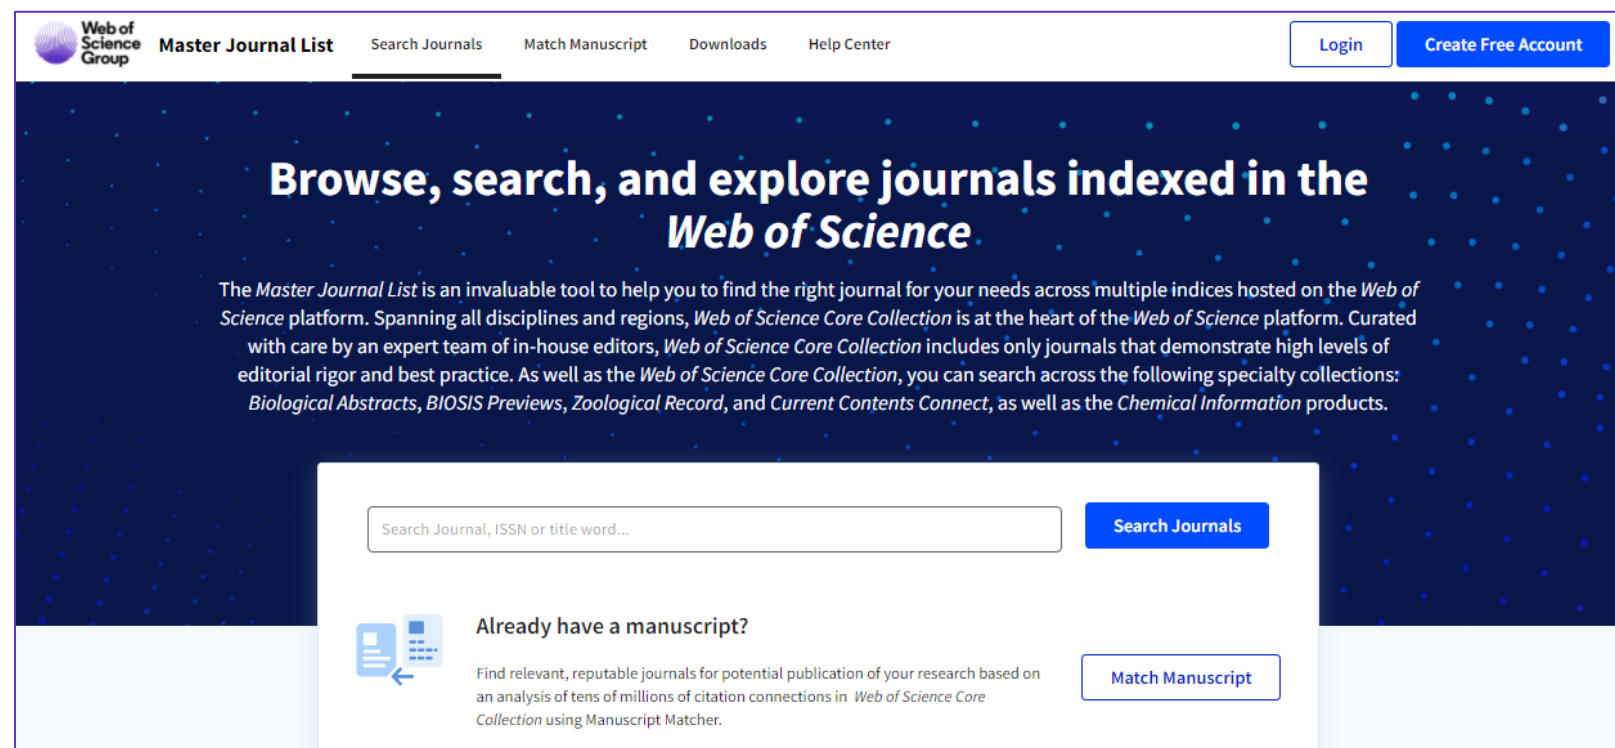 Web of
Science
Group
Master Journal List
Search Journals
Match Manuscript
Downloads
Help Center
Login
Create Free Account
Browse, search, and explore journals indexed in the
Web of Science
The Master Journal List is an invaluable tool to help you to find the right journal for your needs across multiple indices hosted on the Web of
Science platform. Spanning all disciplines and regions, Web of Science Core Collection is at the heart of the Web of Science platform. Curated
with care by an expert team of in-house editors, Web of Science Core Collection includes only journals that demonstrate high levels of
editorial rigor and best practice. As well as the Web of Science Core Collection, you can search across the following specialty collections:
Biological Abstracts, BIOSIS Previews, Zoological Record, and Current Contents Connect, as well as the Chemical Information products.
Search Journal, ISSN or title word...
Search Journals
Already have a manuscript?
Find relevant, reputable journals for potential publication of your research based on
an analysis of tens of millions of citation connections in Web of Science Core
Collection using Manuscript Matcher.
Match Manuscript